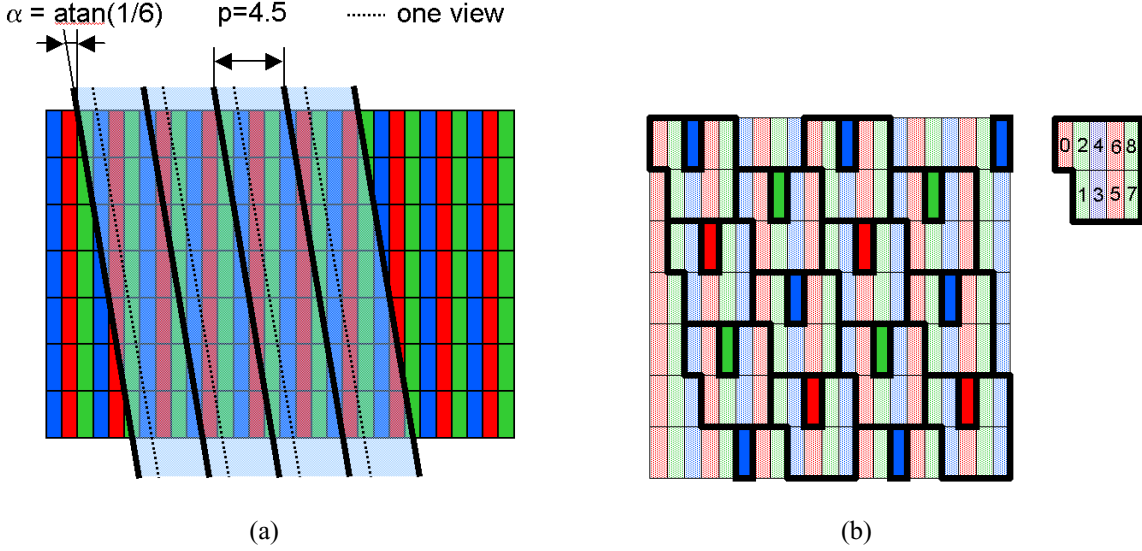 α = atan(1/6) p=4.5 one view
0 2 4 6 8
1 3 5 7
(a) (b)